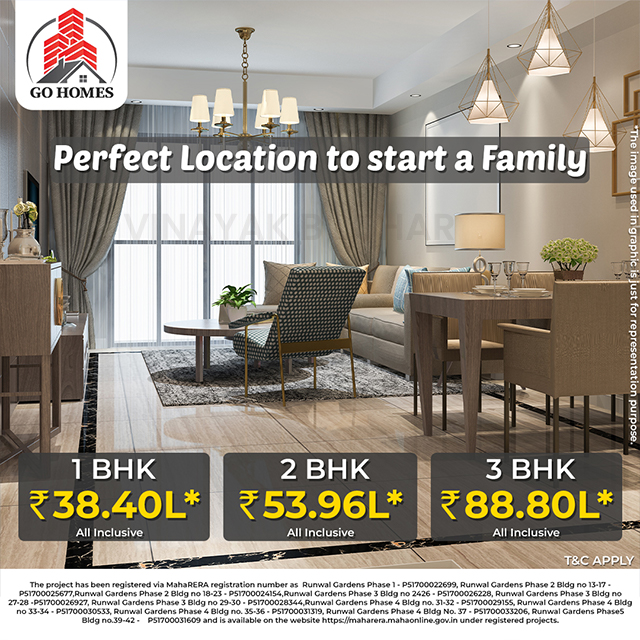 GO HOMES
Perfect Location to start a Family
The image used in graphic is just for representation purpose.
1 BHK
₹38.40L*
All Inclusive
2 BHK
₹53.96L*
All Inclusive
3 BHK
₹88.80L*
All Inclusive
T&C APPLY
The project has been registered via MahaRERA registration number as Runwal Gardens Phase 1 - P51700022699, Runwal Gardens Phase 2 Bldg no 13-17 -
P51700025677,Runwal Gardens Phase 2 Bldg no 18-23 - P51700024154,Runwal Gardens Phase 3 Bldg no 2426 - P51700026228, Runwal Gardens Phase 3 Bldg no
27-28 -P51700026927, Runwal Gardens Phase 3 Bldg no 29-30 - P51700028344,Runwal Gardens Phase 4 Bldg no. 31-32 - P51700029155, Runwal Gardens Phase 4 Bldg
no 33-34 - P51700030533, Runwal Gardens Phase 4 Bldg no. 35-36 - P51700031319, Runwal Gardens Phase 4 Bldg No. 37 - P51700033206, Runwal Gardens Phase5
Bldg no.39-42 - P51700031609 and is available on the website https://maharera.mahaonline.gov.in under registered projects.